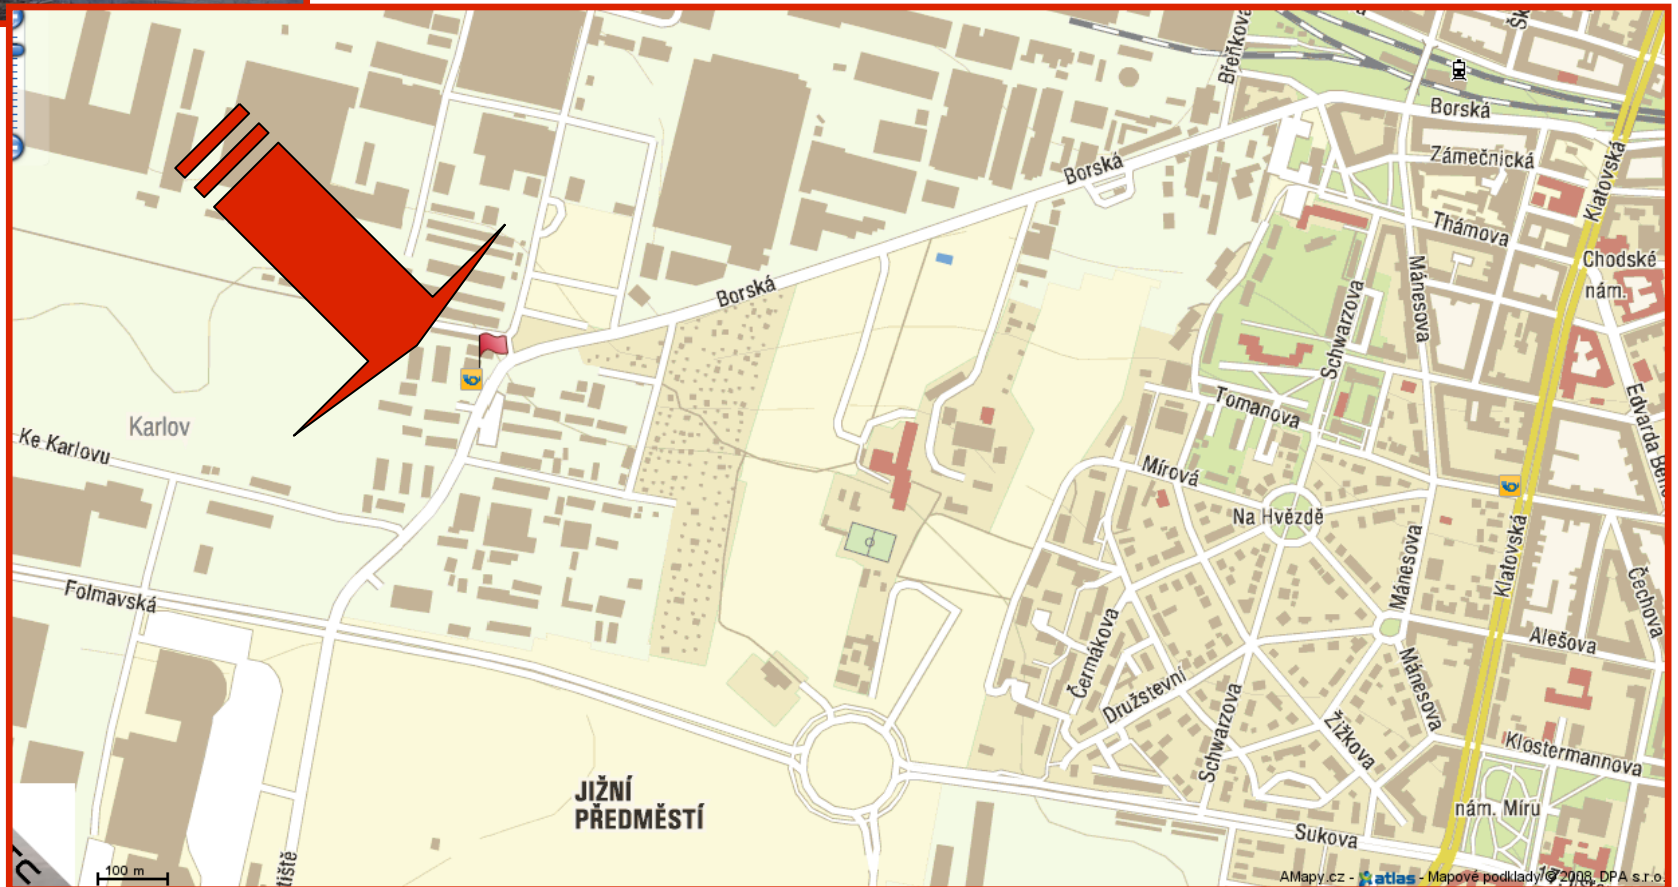 Břeňkova
Borská
Zámečnická
Klatovská
Thámova
Chodské
nám.
Borská
Borská
Mánesova
Schwarzova
Tomanova
Edvarda
Karlov
Ke Karlovu
Mírová
Na Hvězdě
Mánesova
Klatovská
Čechova
Folmavská
Čermákova
Družstevní
Alešova
Mánesova
Schwarzova
Žižkova
Klostermannova
JIŽNÍ
PŘEDMĚSTÍ
nám. Míru
Sukova
100 m
AMapy.cz - atlas - Mapové podklady © 2008, DPA s.r.o.